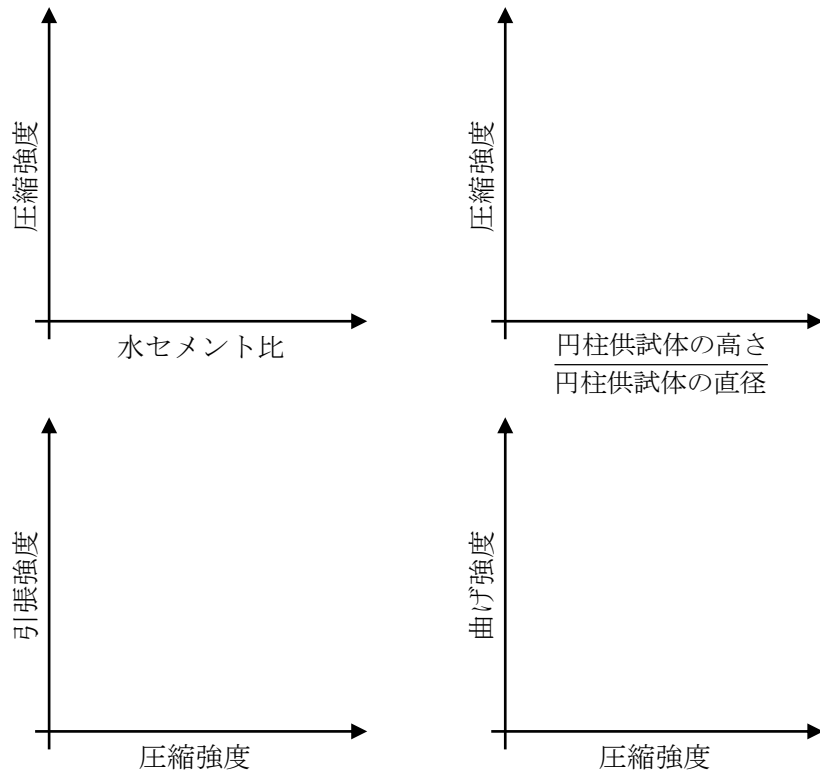 圧縮強度
水セメント比
圧縮強度
円柱供試体の高さ
円柱供試体の直径
引張強度
圧縮強度
曲げ強度
圧縮強度